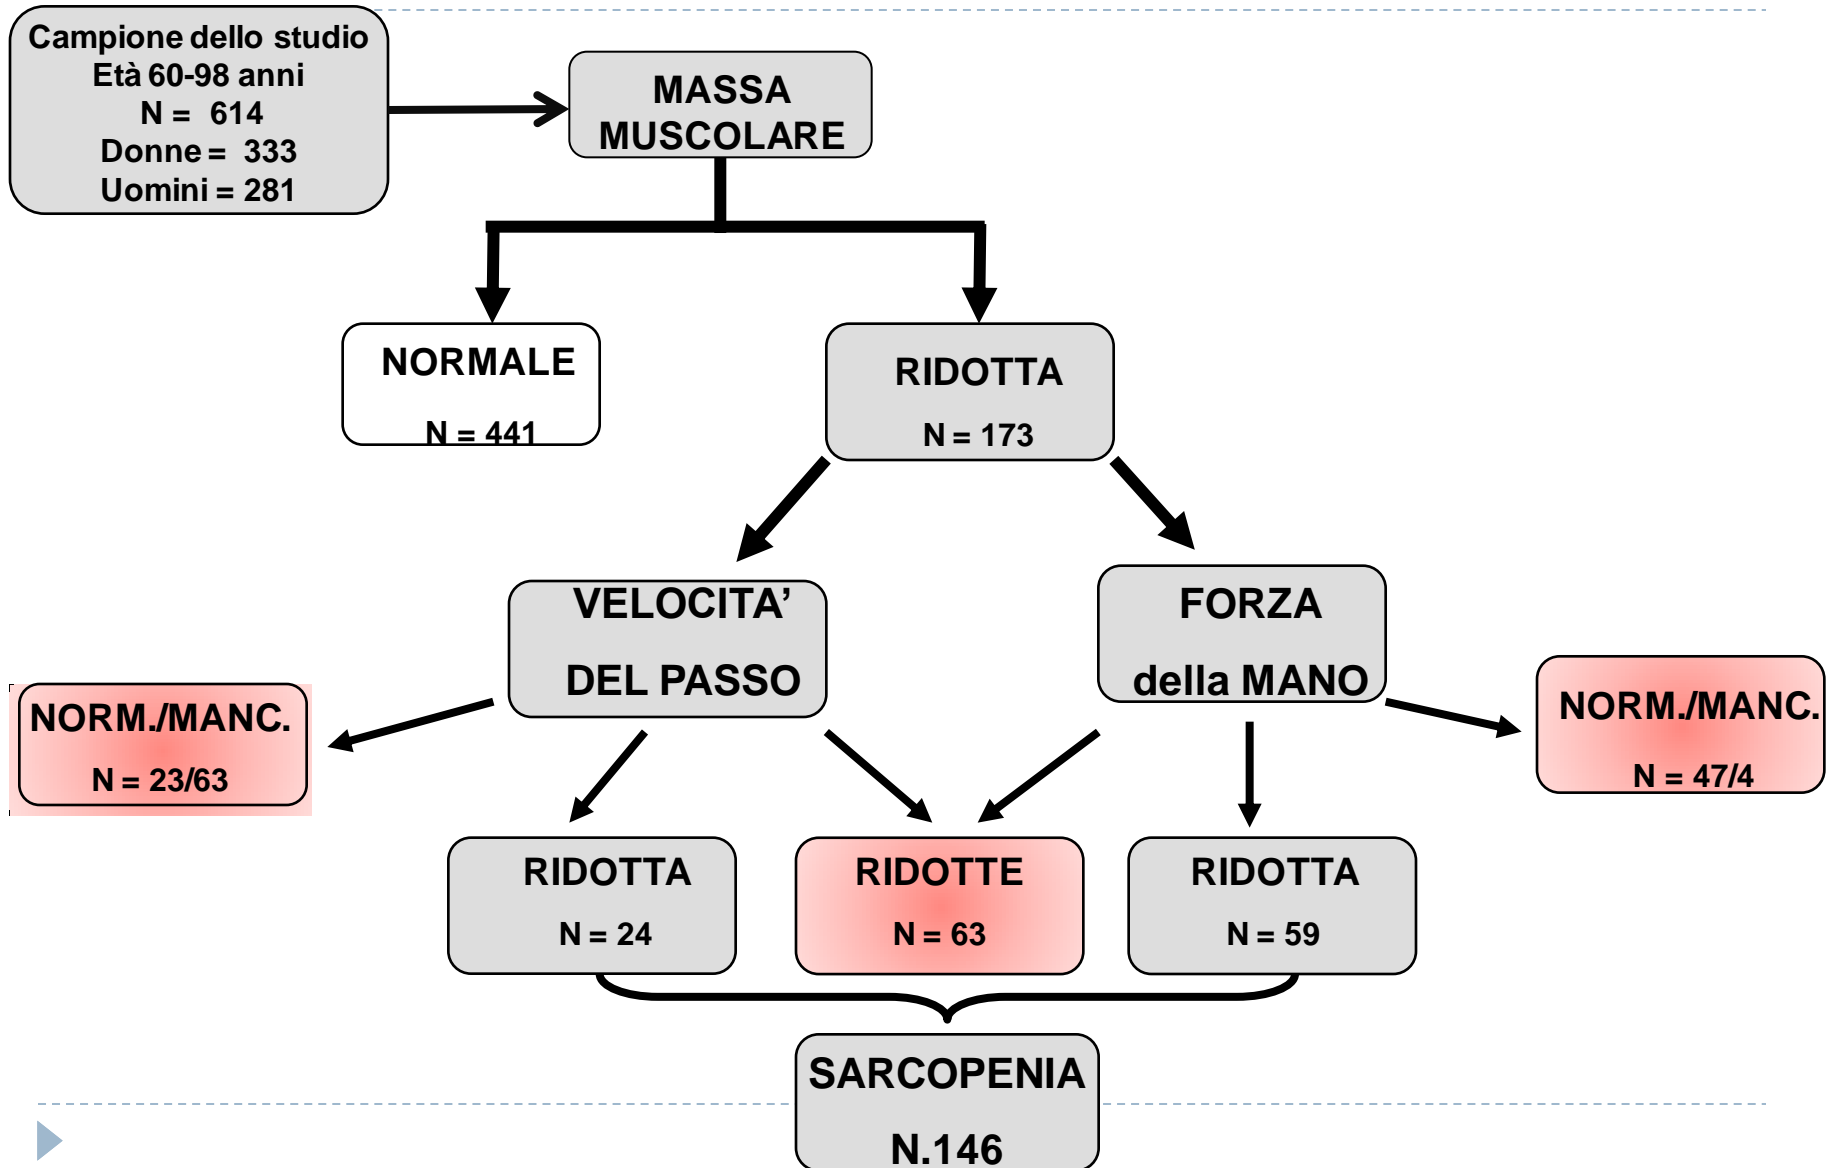 Campione dello studio
Età 60-98 anni
N = 614
Donne = 333
Uomini = 281
MASSA
MUSCOLARE
NORMALE
N = 441
RIDOTTA
N = 173
VELOCITA’
DEL PASSO
FORZA
della MANO
NORM./MANC.
N = 23/63
NORM./MANC.
N = 47/4
RIDOTTA
N = 24
RIDOTTE
N = 63
RIDOTTA
N = 59
SARCOPENIA
N.146